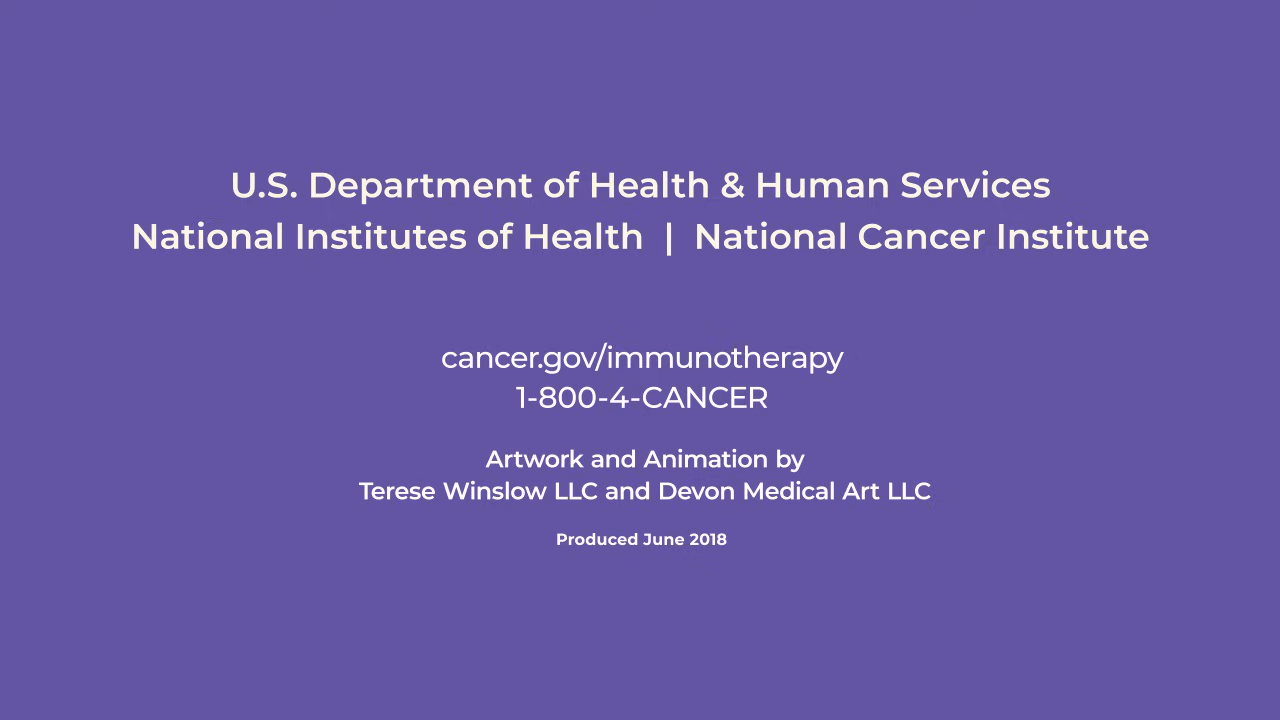 U.S. Department of Health & Human Services
National Institutes of Health | National Cancer Institute
cancer.gov/immunotherapy
1-800-4-CANCER
Artwork and Animation by
Terese Winslow LLC and Devon Medical Art LLC
Produced June 2018